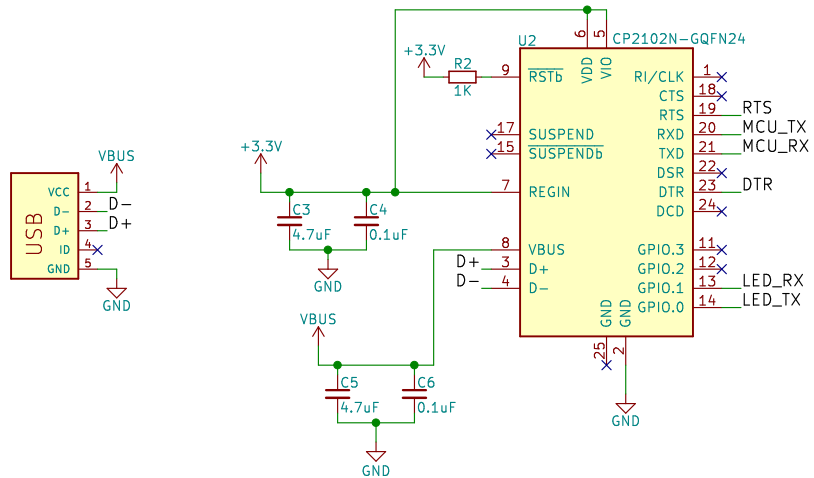 U2
CP2102N-GQFN24
+3.3V
R2
1K
9
RSTb
6
VDD
5
VIO
RI/CLK
1
CTS
18
RTS
19
RTS
17
SUSPEND
RXD
20
MCU_TX
15
SUSPENDb
TXD
21
MCU_RX
DSR
22
+3.3V
7
REGIN
DTR
23
DTR
DCD
24
C3
4.7uF
C4
0.1uF
GND
VBUS
USB
VCC
1
D-
2
D-
D+
3
D+
ID
4
GND
5
GND
8
VBUS
GPIO.3
11
D+
3
D+
GPIO.2
12
D-
4
D-
GPIO.1
13
LED_RX
GPIO.0
14
LED_TX
GND
25
GND
2
GND
VBUS
C5
4.7uF
C6
0.1uF
GND